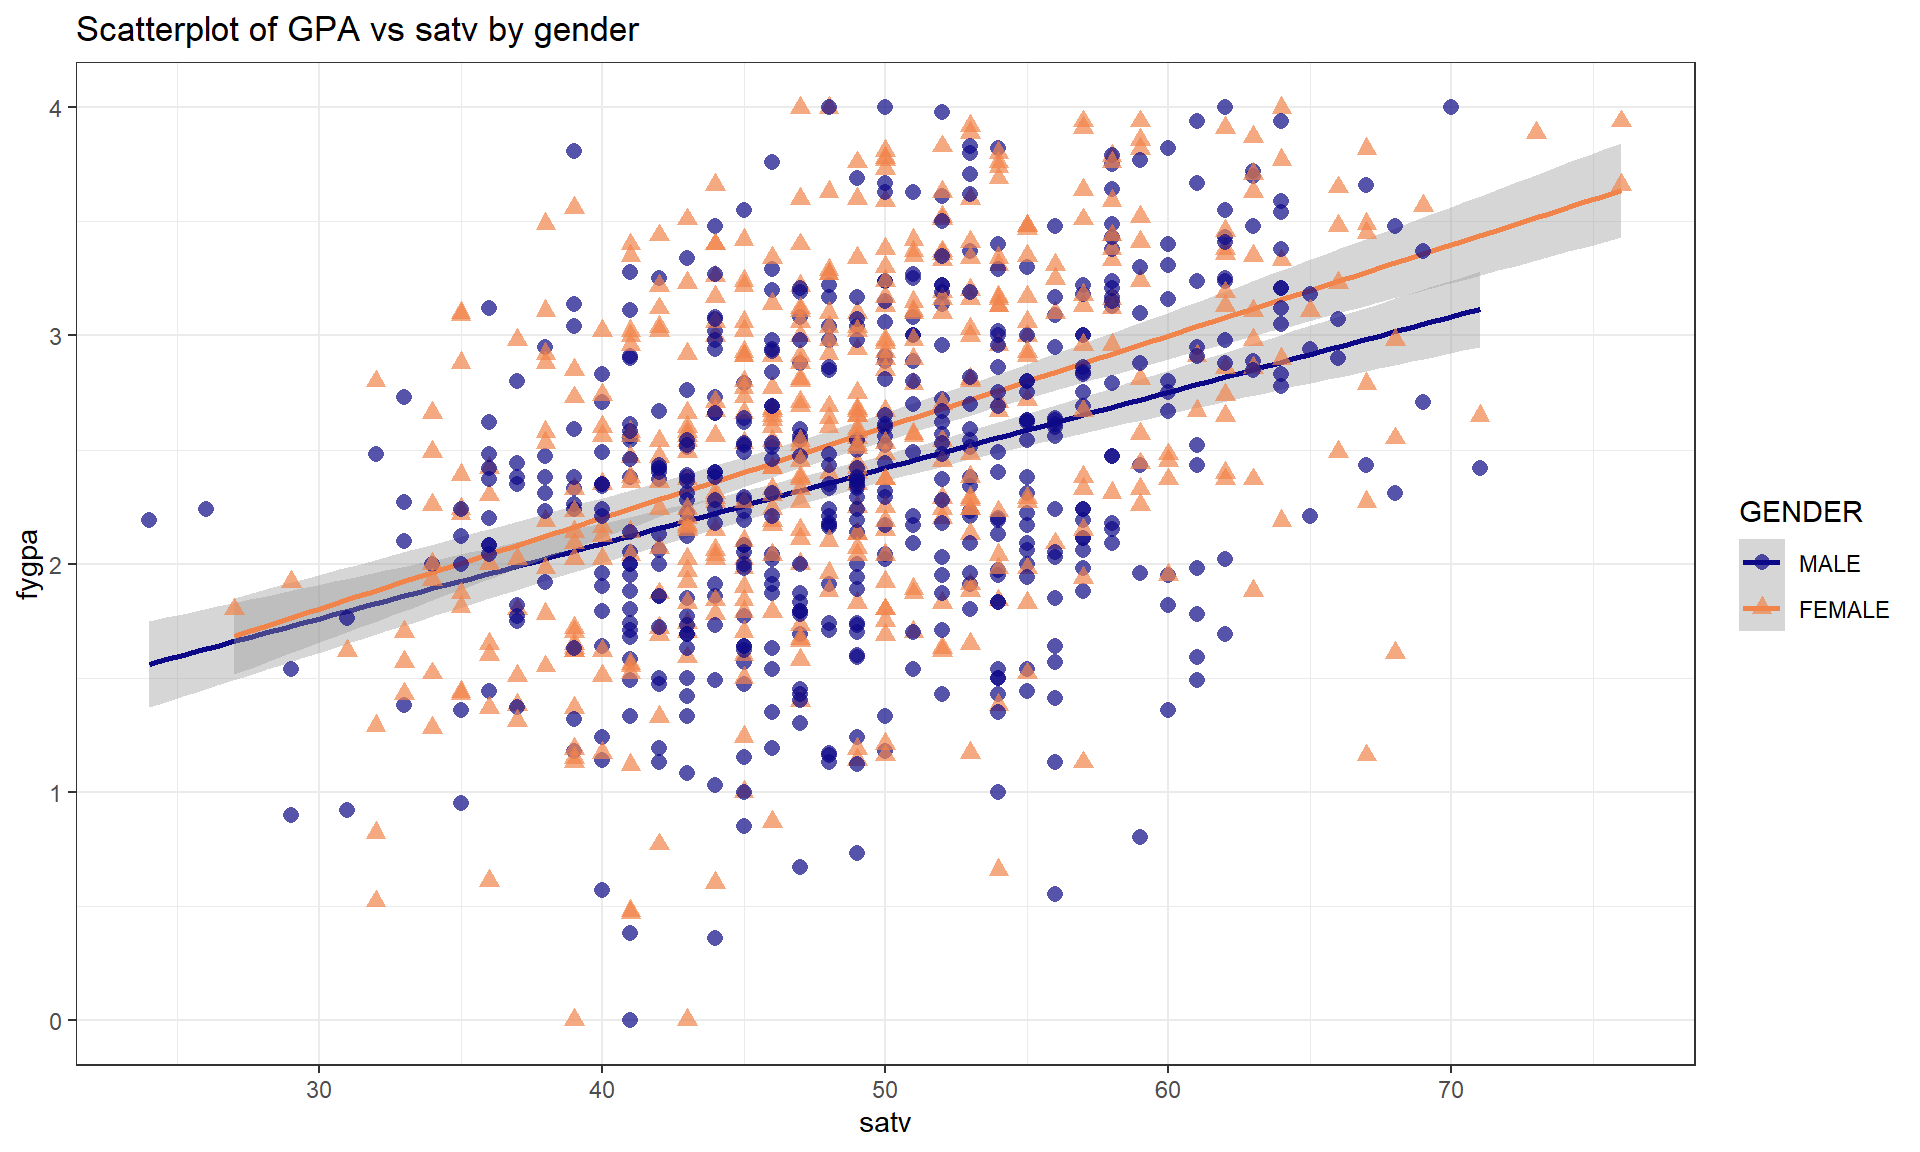 Scatterplot of GPA vs satv by gender
4
3
2
1
0
fygpa
30 40 50 60 70
satv
GENDER
MALE
FEMALE